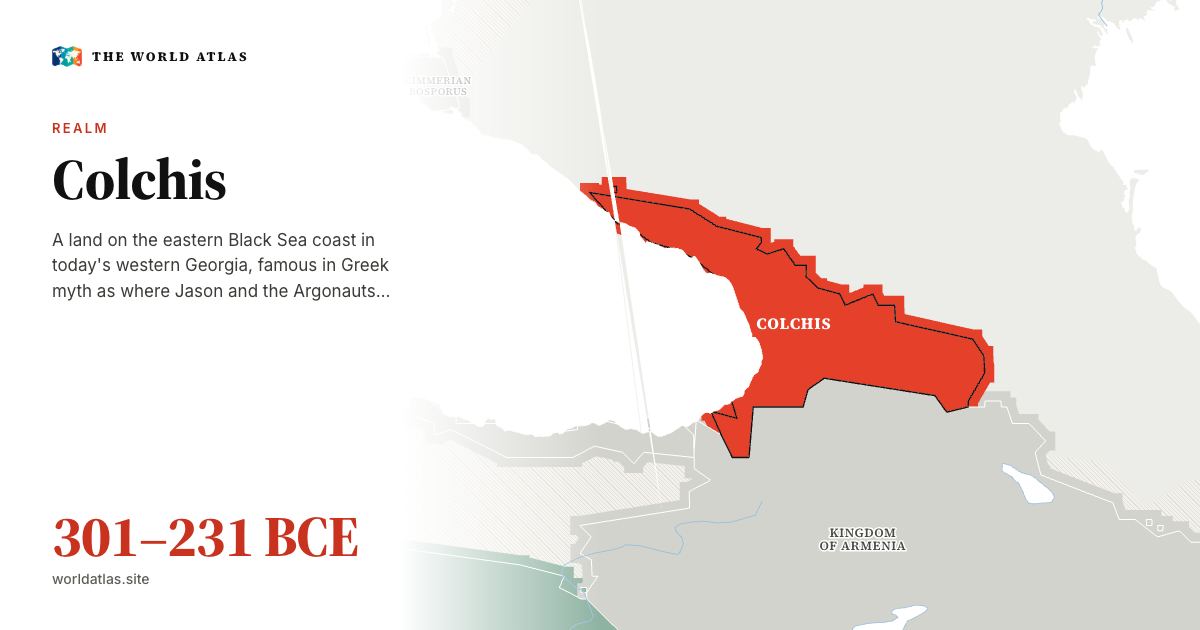 THE WORLD ATLAS
REALM
Colchis
A land on the eastern Black Sea coast in
today's western Georgia, famous in Greek
myth as where Jason and the Argonauts...
301–231 BCE
worldatlas.site
CIMMERIAN
BOSPORUS
COLCHIS
KINGDOM
OF ARMENIA